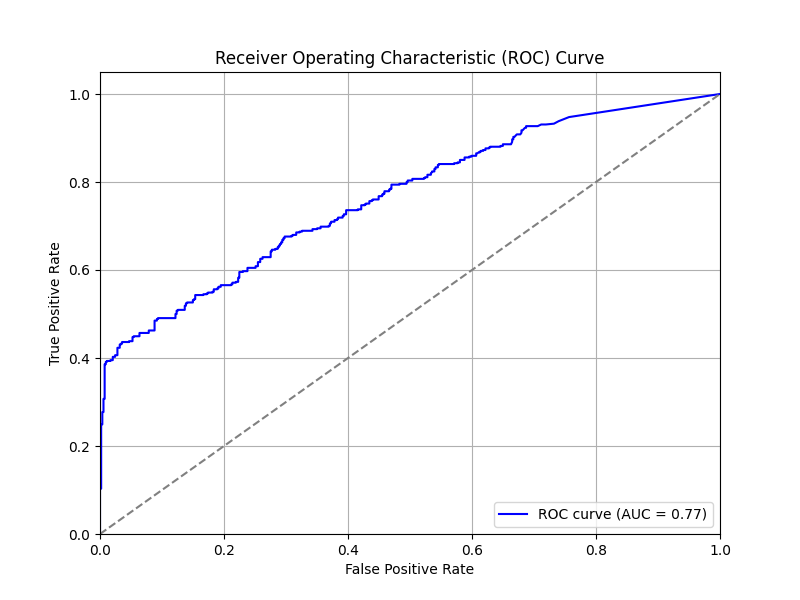 Receiver Operating Characteristic (ROC) Curve
1.0
0.8
0.6
0.4
0.2
0.0
True Positive Rate
0.0 0.2 0.4 0.6 0.8 1.0
False Positive Rate
ROC curve (AUC = 0.77)